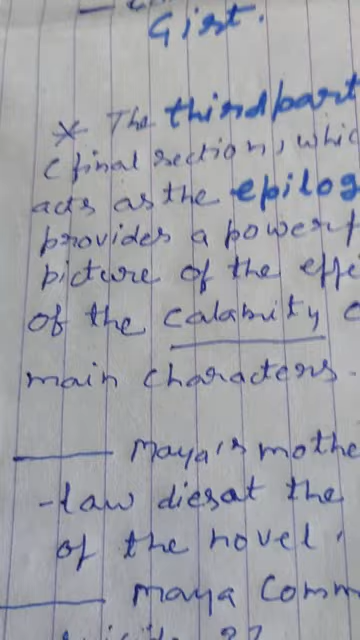 Gist.
* The third part
(final section, whic
acts as the epilog
provides a powerf
picture of the effe
of the calamity
main characters.
— Maya's mothe
-law dies at the
of the novel.
— Maya Comm